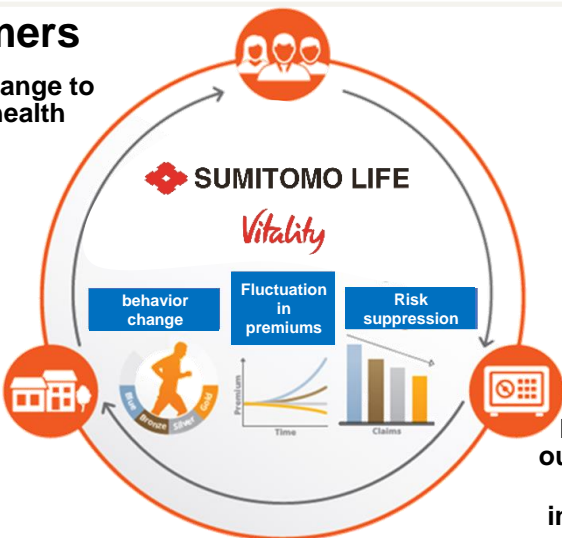 mers
ange to
health
SUMITOMO LIFE
Vitality
behavior
change
Fluctuation
in
premiums
Risk
suppression
Blue
Bronze
Silver
Gold
Premium
Time
Claims
ou
in